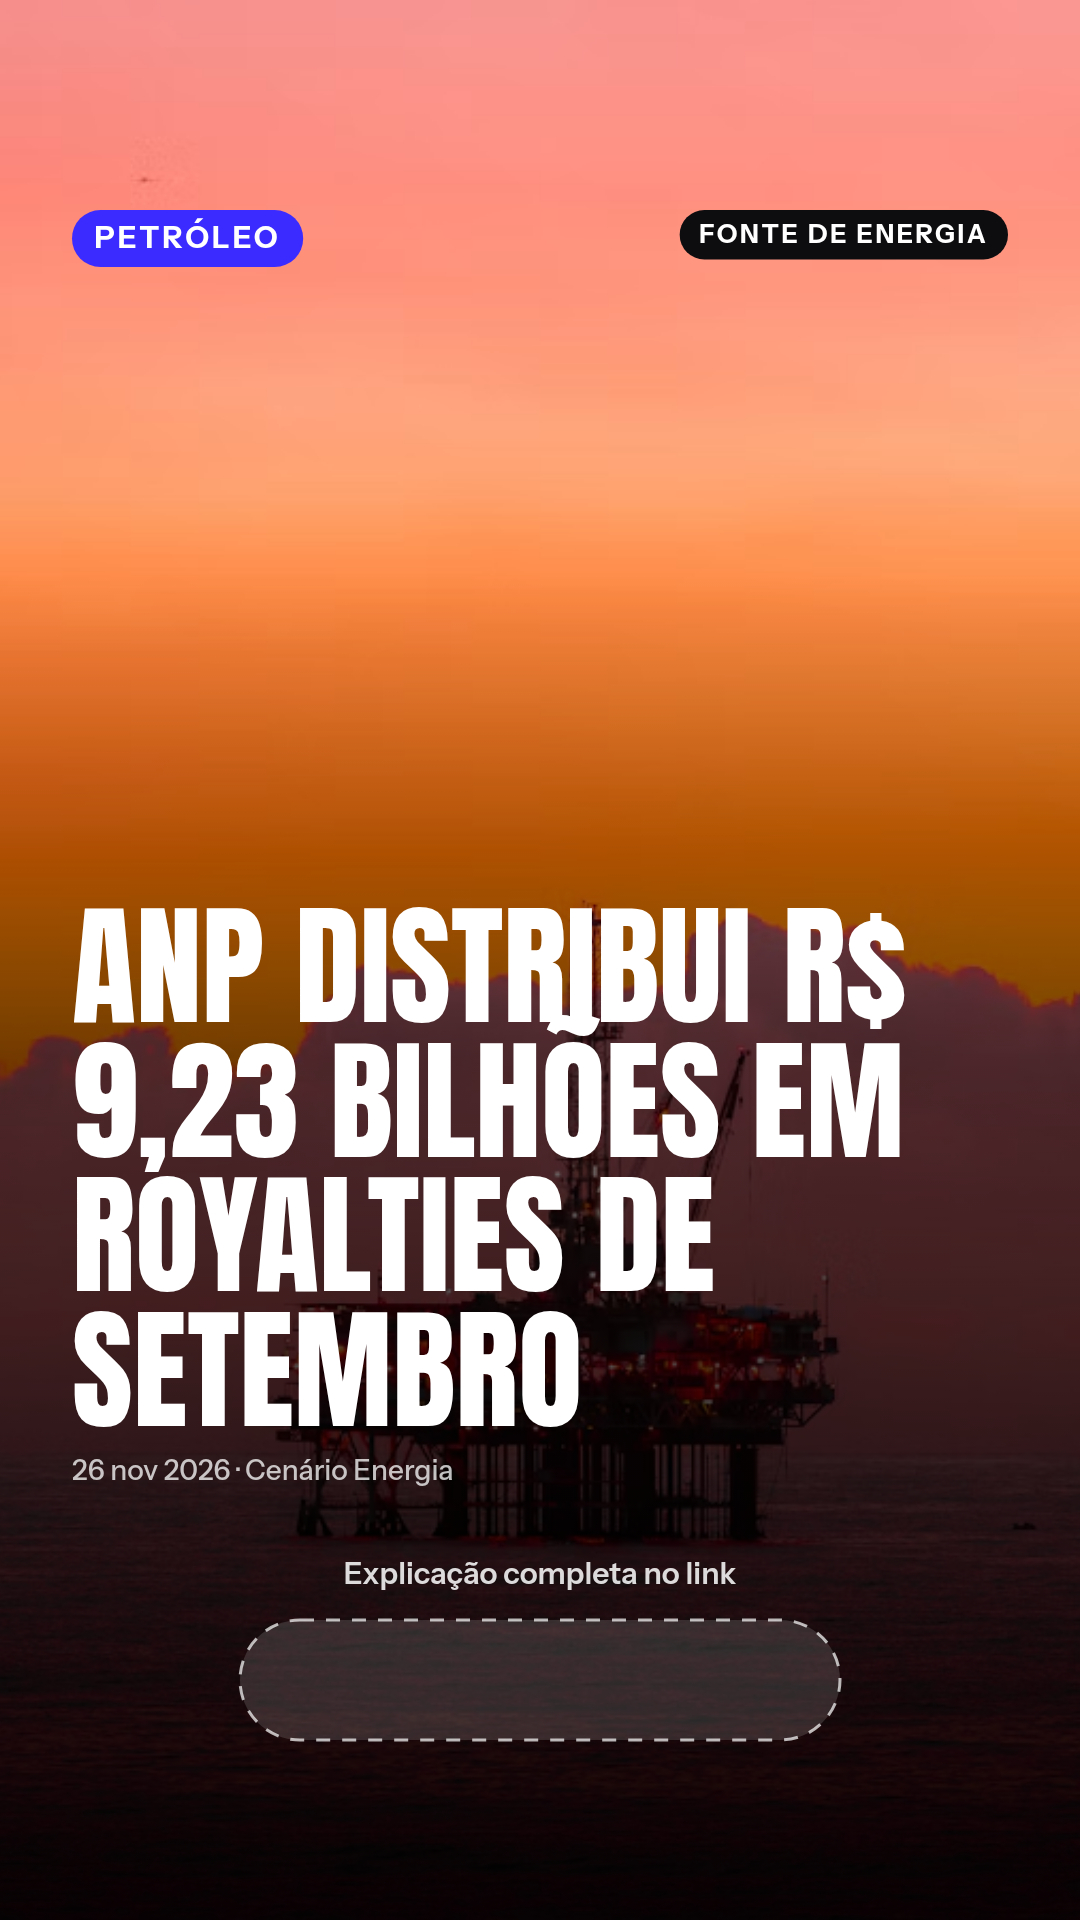 PETRÓLEO
FONTE DE ENERGIA
ANP DISTRIBUI R$
9,23 BILHÕES EM
ROYALTIES DE
SETEMBRO
26 nov 2026 · Cenário Energia
Explicação completa no link